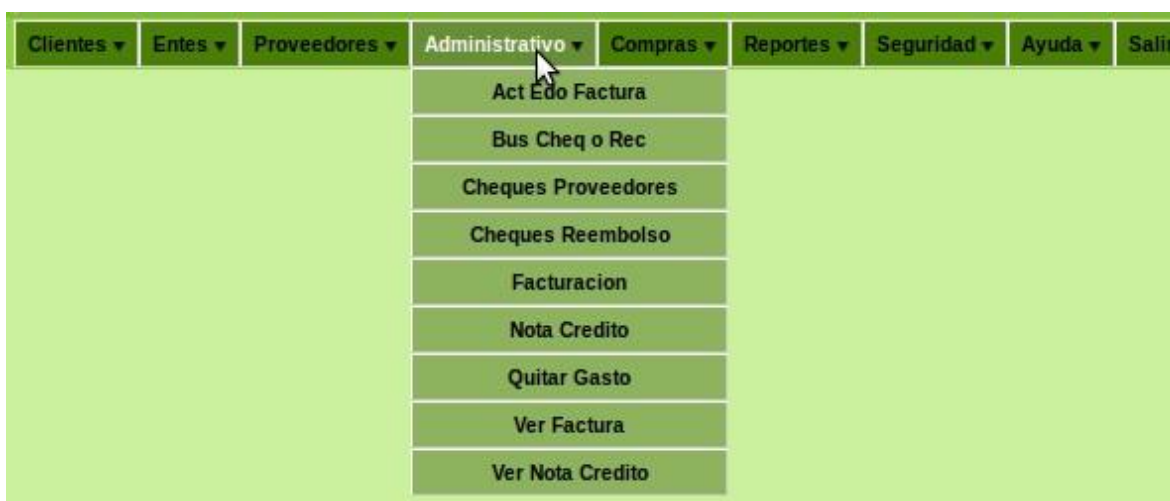 Clientes ▾ Entes ▾ Proveedores ▾ Administrativo ▾ Compras ▾ Reportes ▾ Seguridad ▾ Ayuda ▾
Act Edo Factura
Bus Cheq o Rec
Cheques Proveedores
Cheques Reembolso
Facturacion
Nota Credito
Quitar Gasto
Ver Factura
Ver Nota Credito